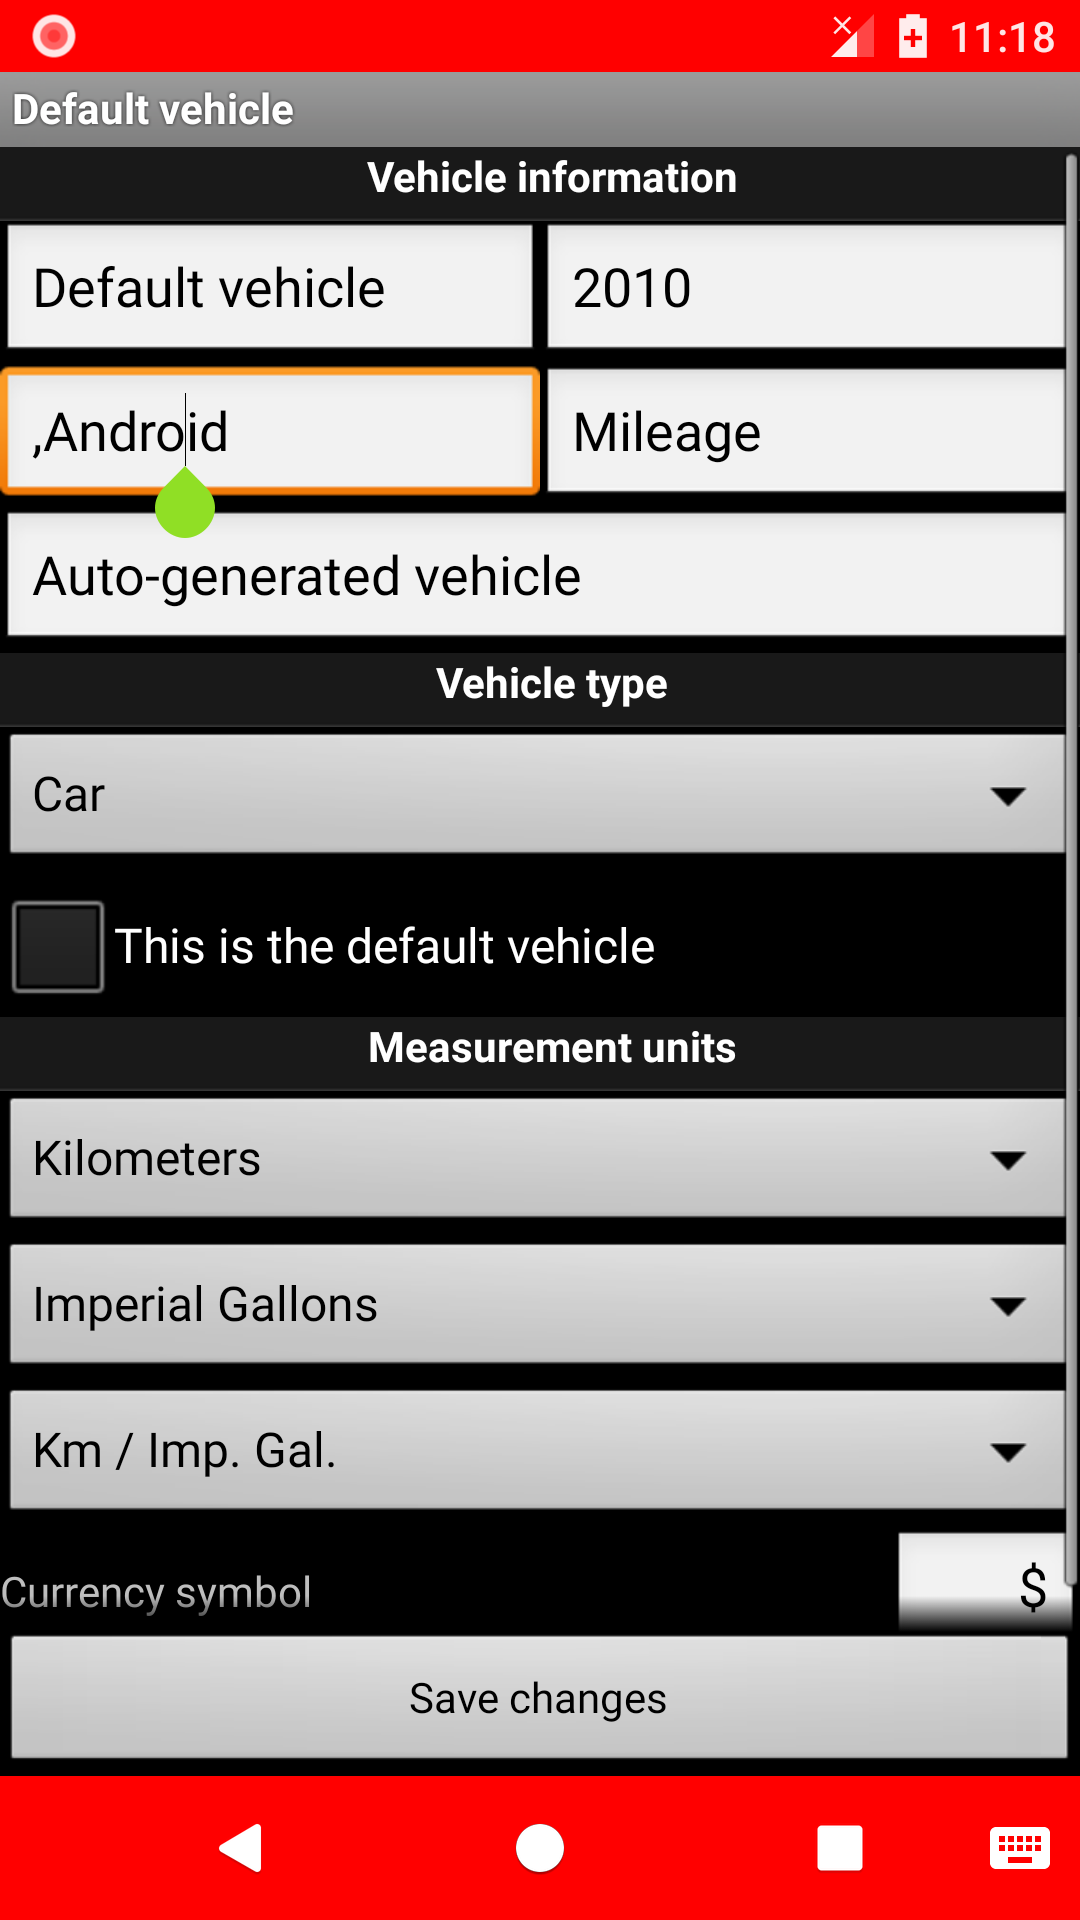 11:18
Default vehicle
Vehicle information
Default vehicle 2010
,Android Mileage
Auto-generated vehicle
Vehicle type
Car
This is the default vehicle
Measurement units
Kilometers
Imperial Gallons
Km / Imp. Gal.
Currency symbol $
Save changes